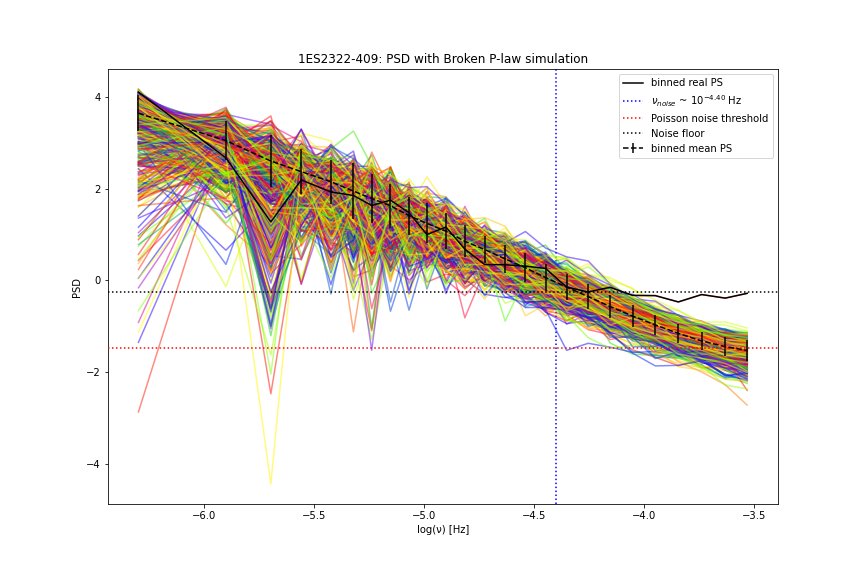 1ES2322-409: PSD with Broken P-law simulation
binned real PS
ν_noise ~ 10^−4.40 Hz
Poisson noise threshold
Noise floor
binned mean PS
PSD
4
2
0
−2
−4
−6.0 −5.5 −5.0 −4.5 −4.0 −3.5
log(ν) [Hz]